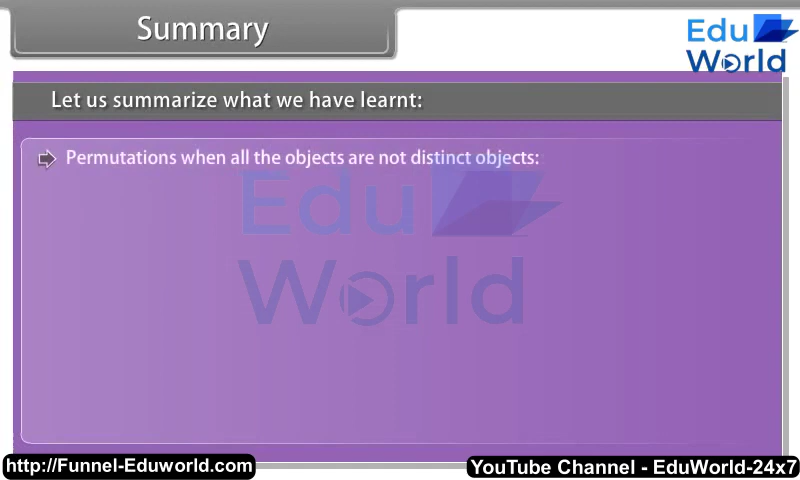 Summary
Edu
World
Let us summarize what we have learnt:
Permutations when all the objects are not distinct objects:
Edu
World
http://Funnel-Eduworld.com
YouTube Channel - EduWorld-24x7